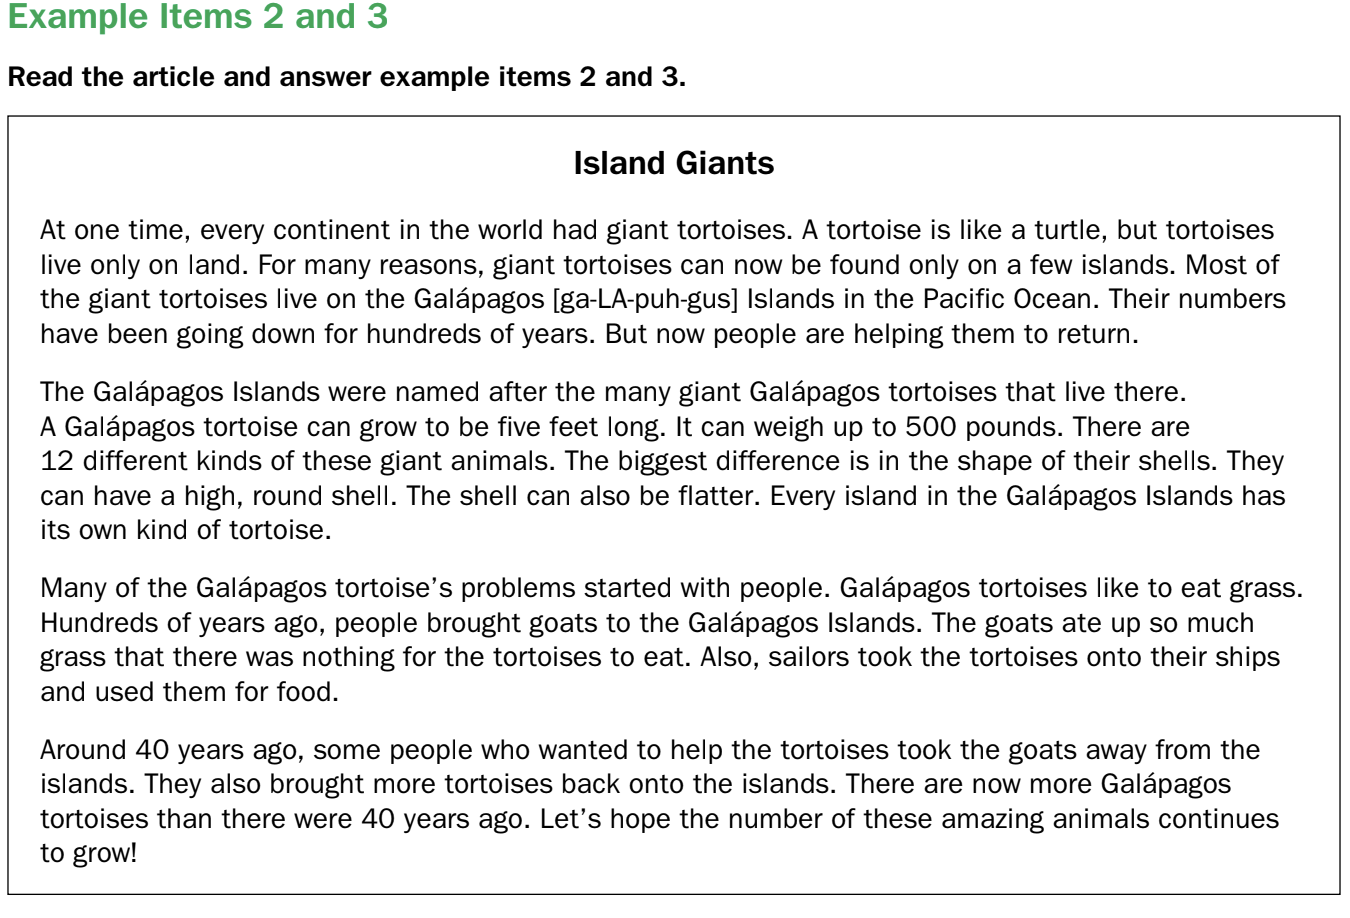 Example Items 2 and 3
Read the article and answer example items 2 and 3.
Island Giants
At one time, every continent in the world had giant tortoises. A tortoise is like a turtle, but tortoises
live only on land. For many reasons, giant tortoises can now be found only on a few islands. Most of
the giant tortoises live on the Galápagos [ga-LA-puh-gus] Islands in the Pacific Ocean. Their numbers
have been going down for hundreds of years. But now people are helping them to return.
The Galápagos Islands were named after the many giant Galápagos tortoises that live there.
A Galápagos tortoise can grow to be five feet long. It can weigh up to 500 pounds. There are
12 different kinds of these giant animals. The biggest difference is in the shape of their shells. They
can have a high, round shell. The shell can also be flatter. Every island in the Galápagos Islands has
its own kind of tortoise.
Many of the Galápagos tortoise’s problems started with people. Galápagos tortoises like to eat grass.
Hundreds of years ago, people brought goats to the Galápagos Islands. The goats ate up so much
grass that there was nothing for the tortoises to eat. Also, sailors took the tortoises onto their ships
and used them for food.
Around 40 years ago, some people who wanted to help the tortoises took the goats away from the
islands. They also brought more tortoises back onto the islands. There are now more Galápagos
tortoises than there were 40 years ago. Let’s hope the number of these amazing animals continues
to grow!